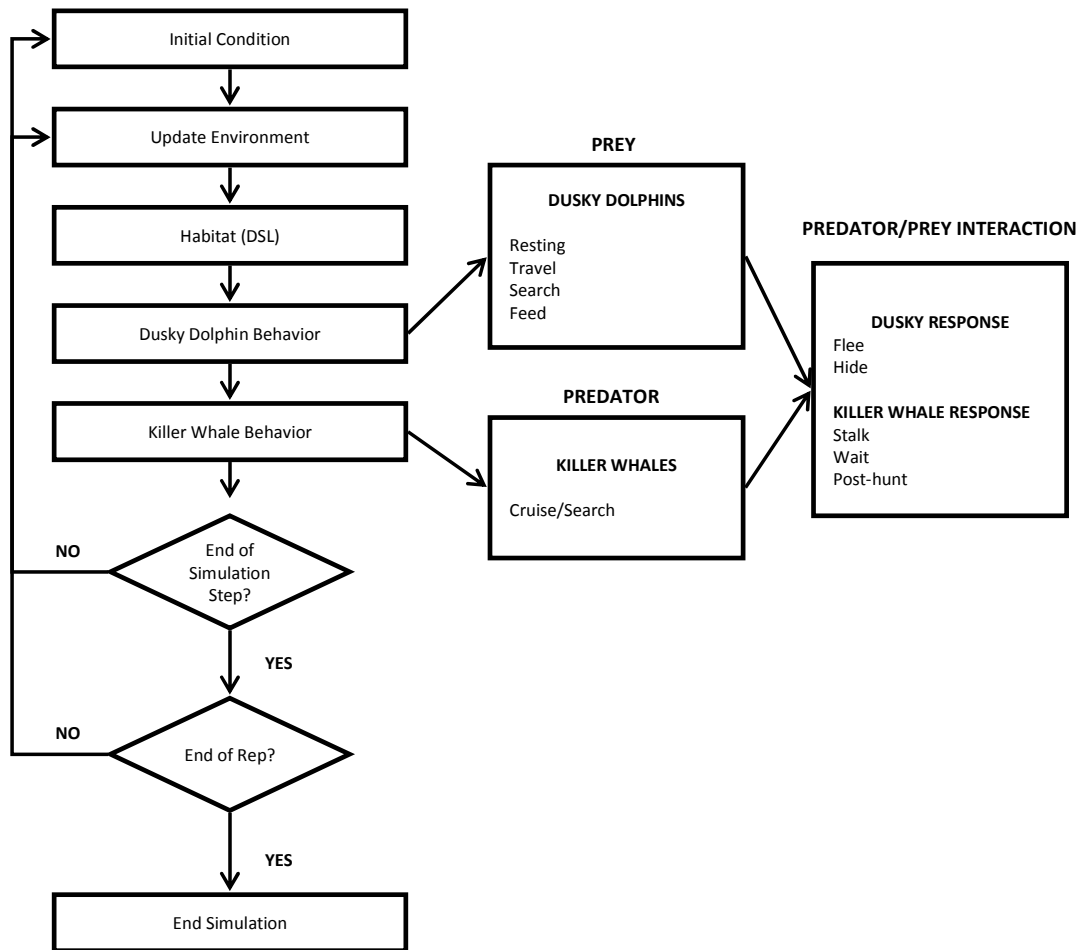 Initial Condition
Update Environment
Habitat (DSL)
Dusky Dolphin Behavior
Killer Whale Behavior
End of
Simulation
Step?
NO
YES
End of Rep?
NO
YES
End Simulation
PREY
DUSKY DOLPHINS
Resting
Travel
Search
Feed
PREDATOR
KILLER WHALES
Cruise/Search
PREDATOR/PREY INTERACTION
DUSKY RESPONSE
Flee
Hide
KILLER WHALE RESPONSE
Stalk
Wait
Post-hunt